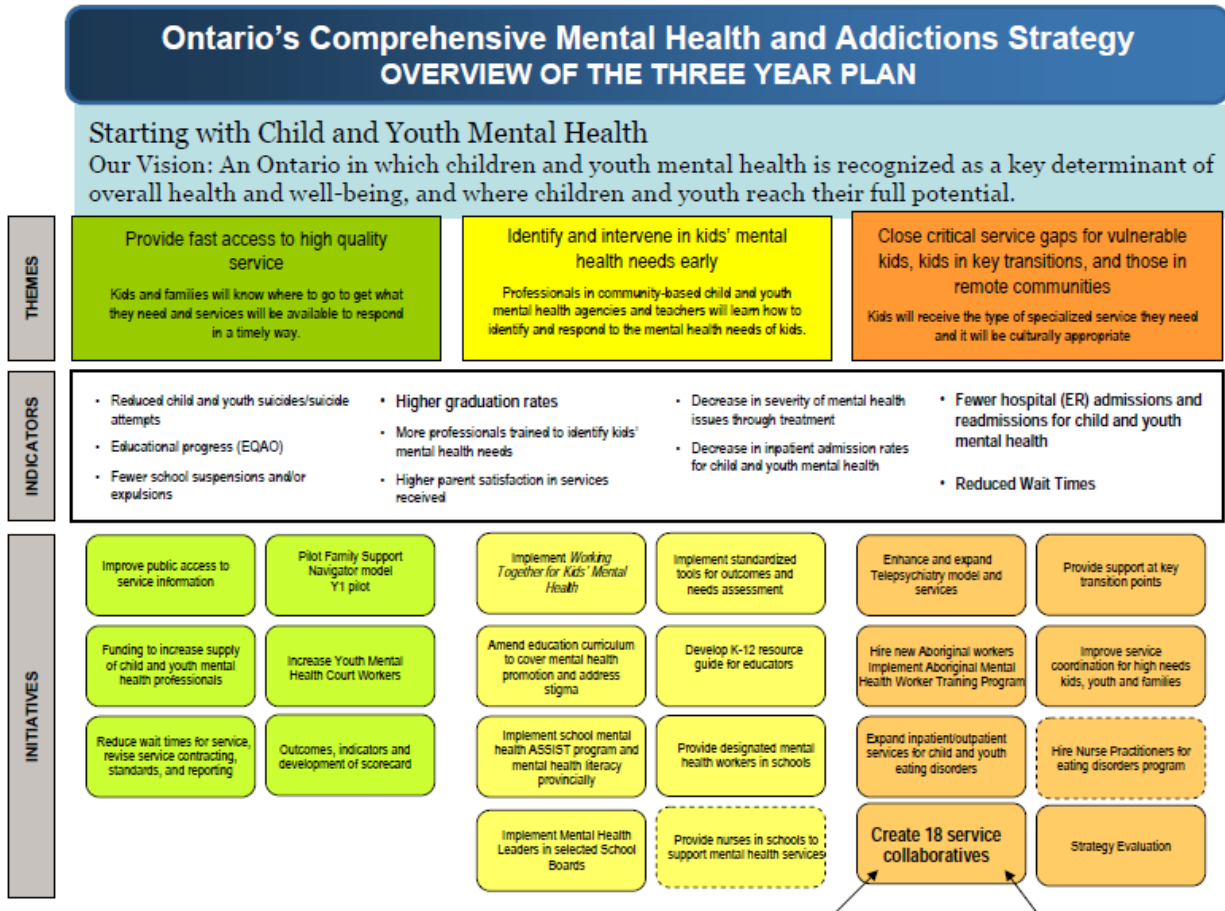 Ontario's Comprehensive Mental Health and Addictions Strategy
OVERVIEW OF THE THREE YEAR PLAN
Starting with Child and Youth Mental Health
Our Vision: An Ontario in which children and youth mental health is recognized as a key determinant of
overall health and well-being, and where children and youth reach their full potential.
THEMES
Provide fast access to high quality
service
Kids and families will know where to go to get what
they need and services will be available to respond
in a timely way.
Identify and intervene in kids' mental
health needs early
Professionals in community-based child and youth
mental health agencies and teachers will learn how to
identify and respond to the mental health needs of kids.
Close critical service gaps for vulnerable
kids, kids in key transitions, and those in
remote communities
Kids will receive the type of specialized service they need
and it will be culturally appropriate
INDICATORS
• Reduced child and youth suicides/suicide
attempts
• Educational progress (EQAO)
• Fewer school suspensions and/or
expulsions
• Higher graduation rates
• More professionals trained to identify kids'
mental health needs
• Higher parent satisfaction in services
received
• Decrease in severity of mental health
issues through treatment
• Decrease in inpatient admission rates
for child and youth mental health
• Fewer hospital (ER) admissions and
readmissions for child and youth
mental health
• Reduced Wait Times
INITIATIVES
Improve public access to
service information
Pilot Family Support
Navigator model
Y1 pilot
Funding to increase supply
of child and youth mental
health professionals
Increase Youth Mental
Health Court Workers
Reduce wait times for service,
revise service contracting,
standards, and reporting
Outcomes, indicators and
development of scorecard
Implement Working
Together for Kids' Mental
Health
Implement standardized
tools for outcomes and
needs assessment
Amend education curriculum
to cover mental health
promotion and address
stigma
Develop K-12 resource
guide for educators
Implement school mental
health ASSIST program and
mental health literacy
provincially
Provide designated mental
health workers in schools
Implement Mental Health
Leaders in selected School
Boards
Provide nurses in schools to
support mental health services
Enhance and expand
Telepsychiatry model and
services
Provide support at key
transition points
Hire new Aboriginal workers
Implement Aboriginal Mental
Health Worker Training Program
Improve service
coordination for high needs
kids, youth and families
Expand inpatient/outpatient
services for child and youth
eating disorders
Hire Nurse Practitioners for
eating disorders program
Create 18 service
collaboratives
Strategy Evaluation